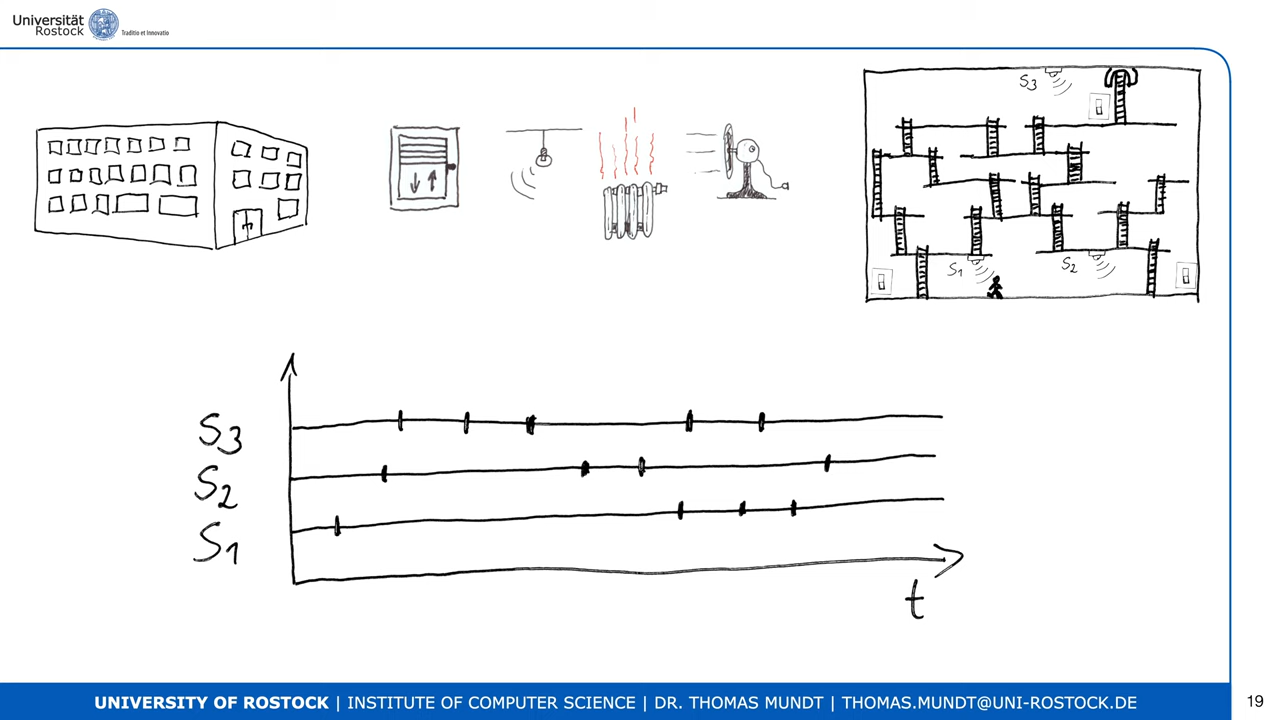 Universität
Rostock
Traditio et Innovatio
S3
S1
S2
S3
S2
S1
t
UNIVERSITY OF ROSTOCK | INSTITUTE OF COMPUTER SCIENCE | DR. THOMAS MUNDT | THOMAS.MUNDT@UNI-ROSTOCK.DE
19